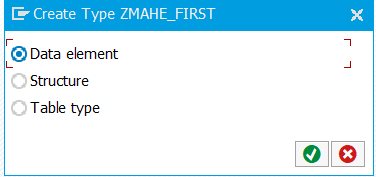 Create Type ZMAHE_FIRST
Data element
Structure
Table type